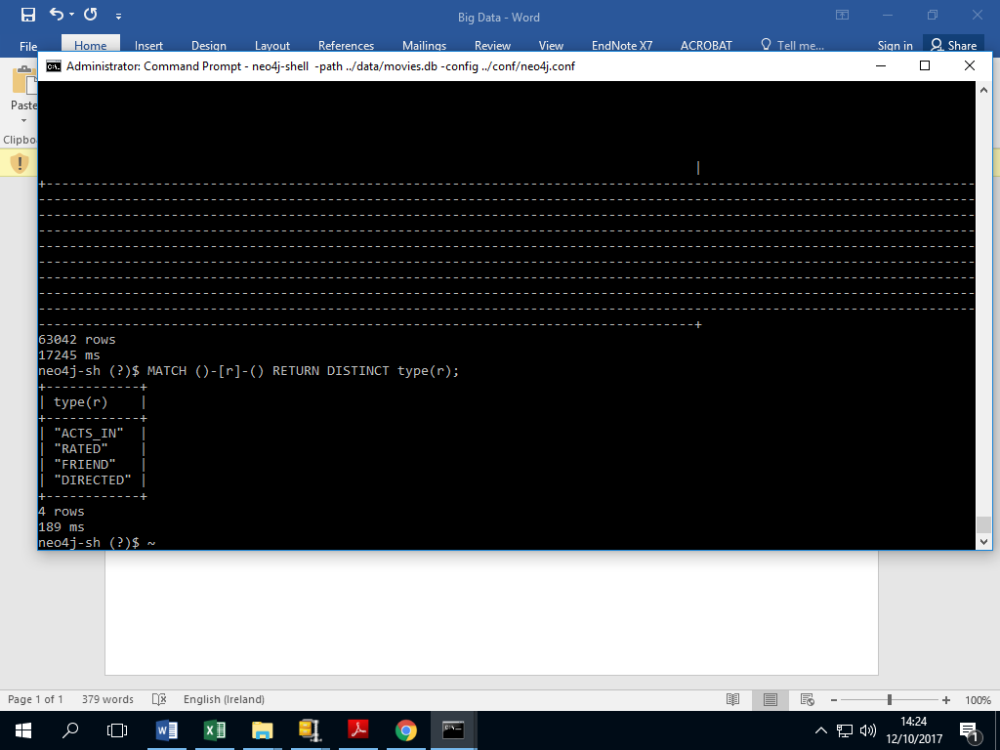 Big Data - Word
File Home Insert Design Layout References Mailings Review View EndNote X7 ACROBAT Tell me... Sign in Share
Administrator: Command Prompt - neo4j-shell -path ../data/movies.db -config ../conf/neo4j.conf
Paste
63042 rows
17245 ms
neo4j-sh (?)$ MATCH ()-[r]-() RETURN DISTINCT type(r);
+------------+
| type(r)    |
+------------+
| "ACTS_IN"  |
| "RATED"    |
| "FRIEND"   |
| "DIRECTED" |
+------------+
4 rows
189 ms
neo4j-sh (?)$ ~
Page 1 of 1 379 words English (Ireland) 100%
14:24
12/10/2017
1